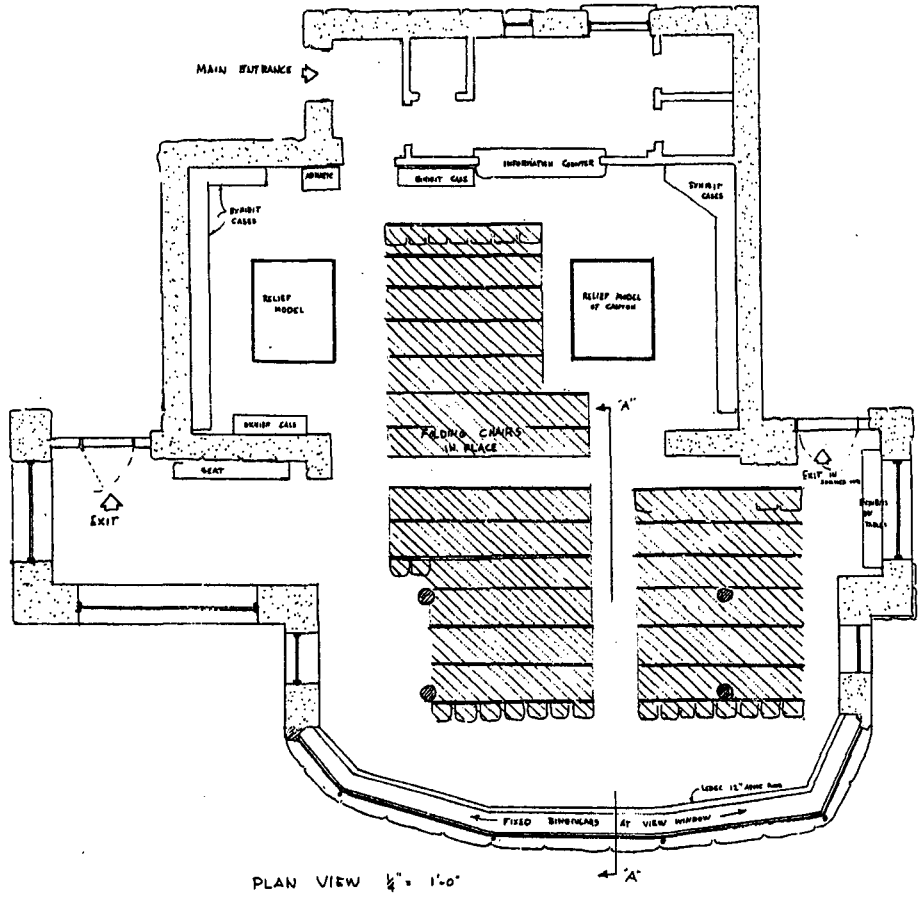 MAIN ENTRANCE
INFORMATION COUNTER
EXHIBIT CASE
EXHIBIT
CASES
EXHIBIT
CASES
RELIEF
MODEL
RELIEF MODEL
OF CANYON
"A"
EXHIBIT CASE
FOLDING CHAIRS
IN PLACE
SEAT
EXIT
EXIT IN
EXHIBITS
ON
TABLES
LEDGE 12" ABOVE FLOOR
FIXED BINOCULARS AT VIEW WINDOW
"A"
PLAN VIEW ¼" = 1'-0"